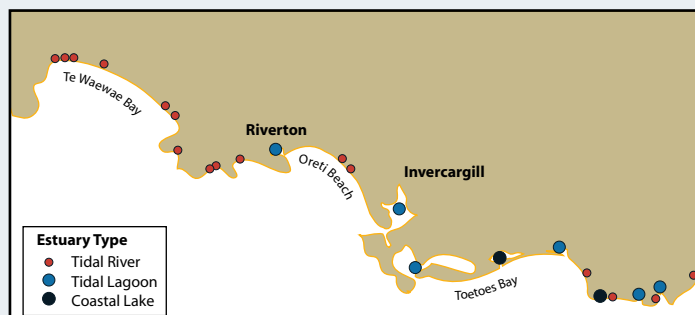 Te Waewae Bay
Riverton
Oreti Beach
Invercargill
Toetoes Bay
Estuary Type
Tidal River
Tidal Lagoon
Coastal Lake